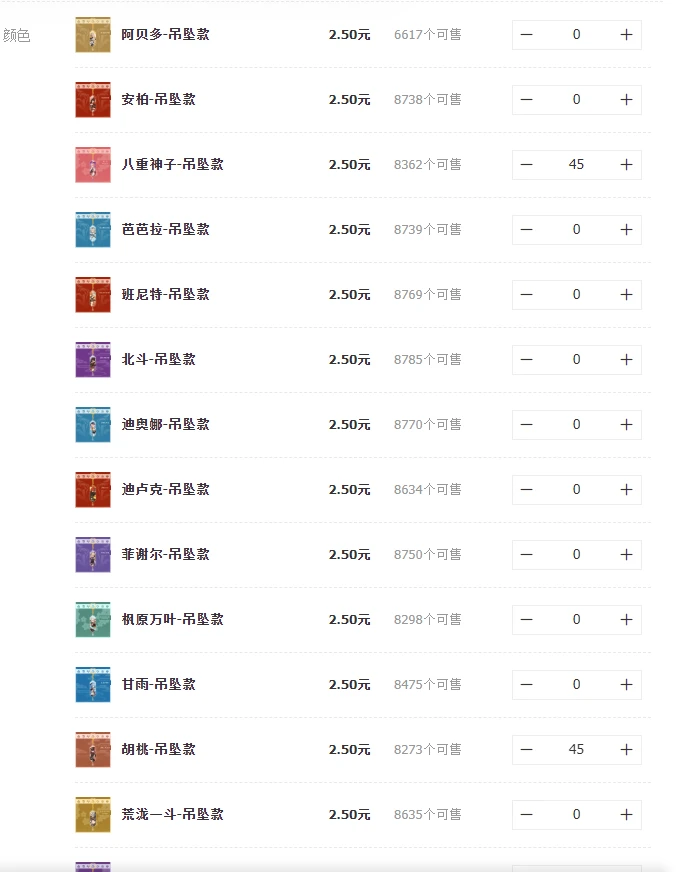 颜色
阿贝多-吊坠款 2.50元 6617个可售 — 0 +
安柏-吊坠款 2.50元 8738个可售 — 0 +
八重神子-吊坠款 2.50元 8362个可售 — 45 +
芭芭拉-吊坠款 2.50元 8739个可售 — 0 +
班尼特-吊坠款 2.50元 8769个可售 — 0 +
北斗-吊坠款 2.50元 8785个可售 — 0 +
迪奥娜-吊坠款 2.50元 8770个可售 — 0 +
迪卢克-吊坠款 2.50元 8634个可售 — 0 +
菲谢尔-吊坠款 2.50元 8750个可售 — 0 +
枫原万叶-吊坠款 2.50元 8298个可售 — 0 +
甘雨-吊坠款 2.50元 8475个可售 — 0 +
胡桃-吊坠款 2.50元 8273个可售 — 45 +
荒泷一斗-吊坠款 2.50元 8635个可售 — 0 +